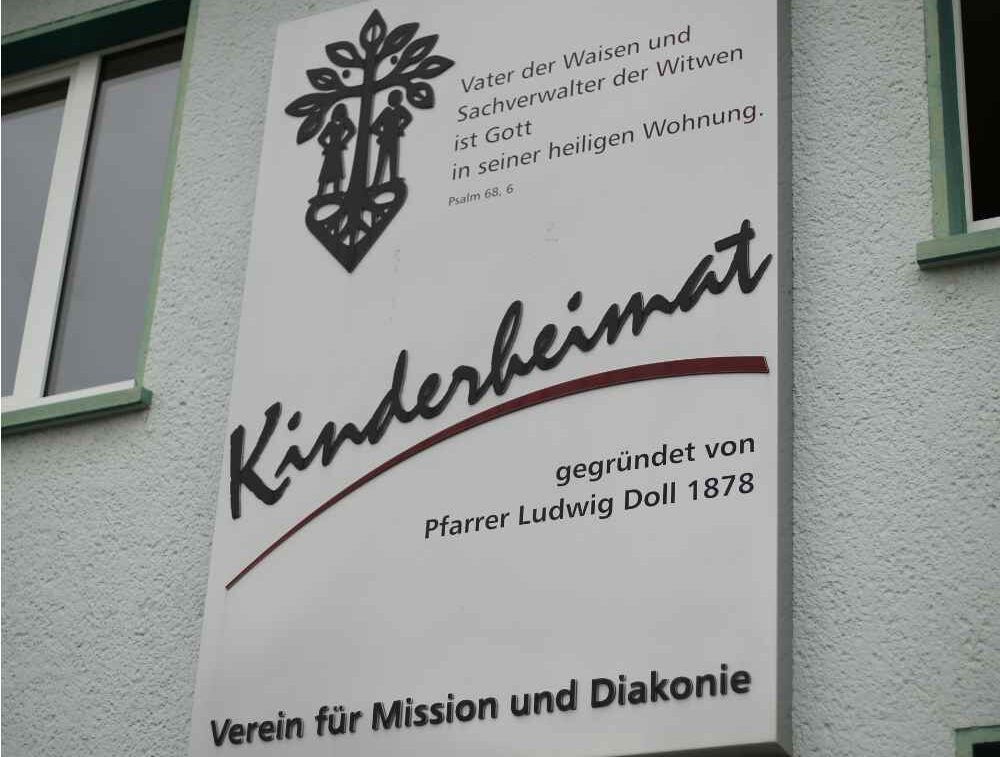 Vater der Waisen und
Sachverwalter der Witwen
ist Gott
in seiner heiligen Wohnung.
Psalm 68, 6
Kinderheimat
gegründet von
Pfarrer Ludwig Doll 1878
Verein für Mission und Diakonie